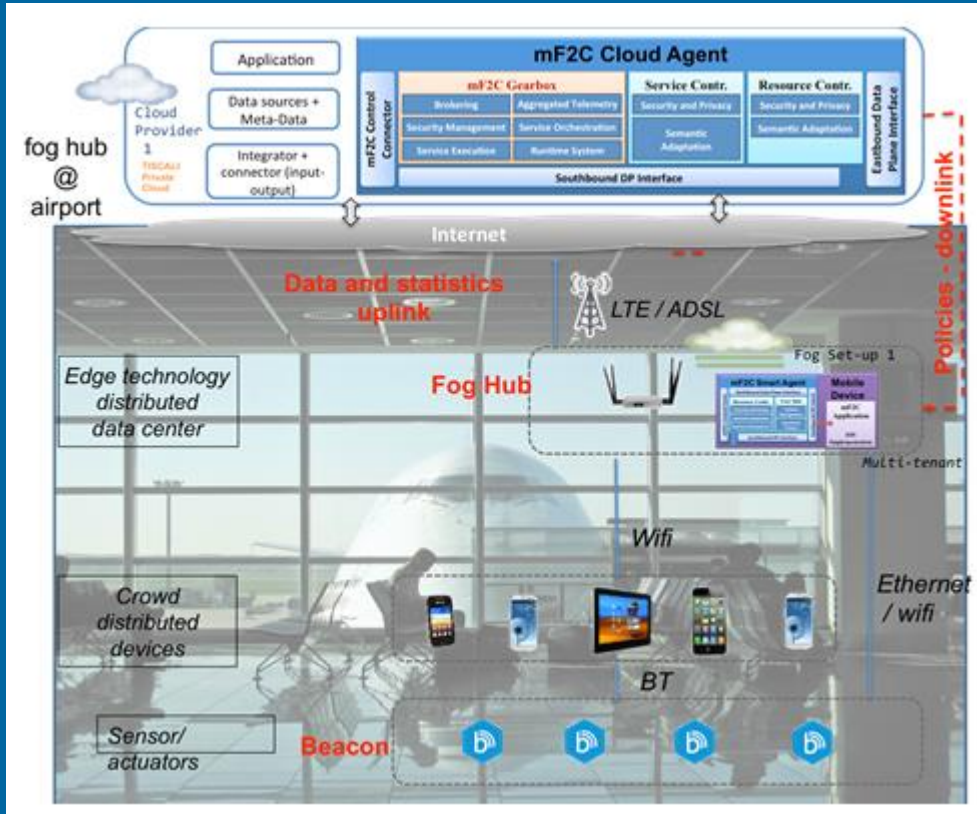 fog hub
@
airport
Cloud
Provider
1
TISCALI
Private
Cloud
Application
Data sources +
Meta-Data
Integrator +
connector (input-
output)
mF2C Cloud Agent
mF2C Control
Connector
mF2C Gearbox
Brokering
Aggregated Telemetry
Security Management
Service Orchestration
Service Execution
Runtime System
Service Contr.
Security and Privacy
Semantic
Adaptation
Resource Contr.
Security and Privacy
Semantic Adaptation
Eastbound Data
Plane Interface
Southbound DP Interface
Internet
Policies - downlink
Data and statistics
uplink
LTE / ADSL
Fog Set-up 1
Edge technology
distributed
data center
Fog Hub
mF2C Smart Agent
Mobile
Device
mF2C
Application
Multi-tenant
Wifi
Crowd
distributed
devices
Ethernet
/ wifi
BT
Sensor/
actuators
Beacon